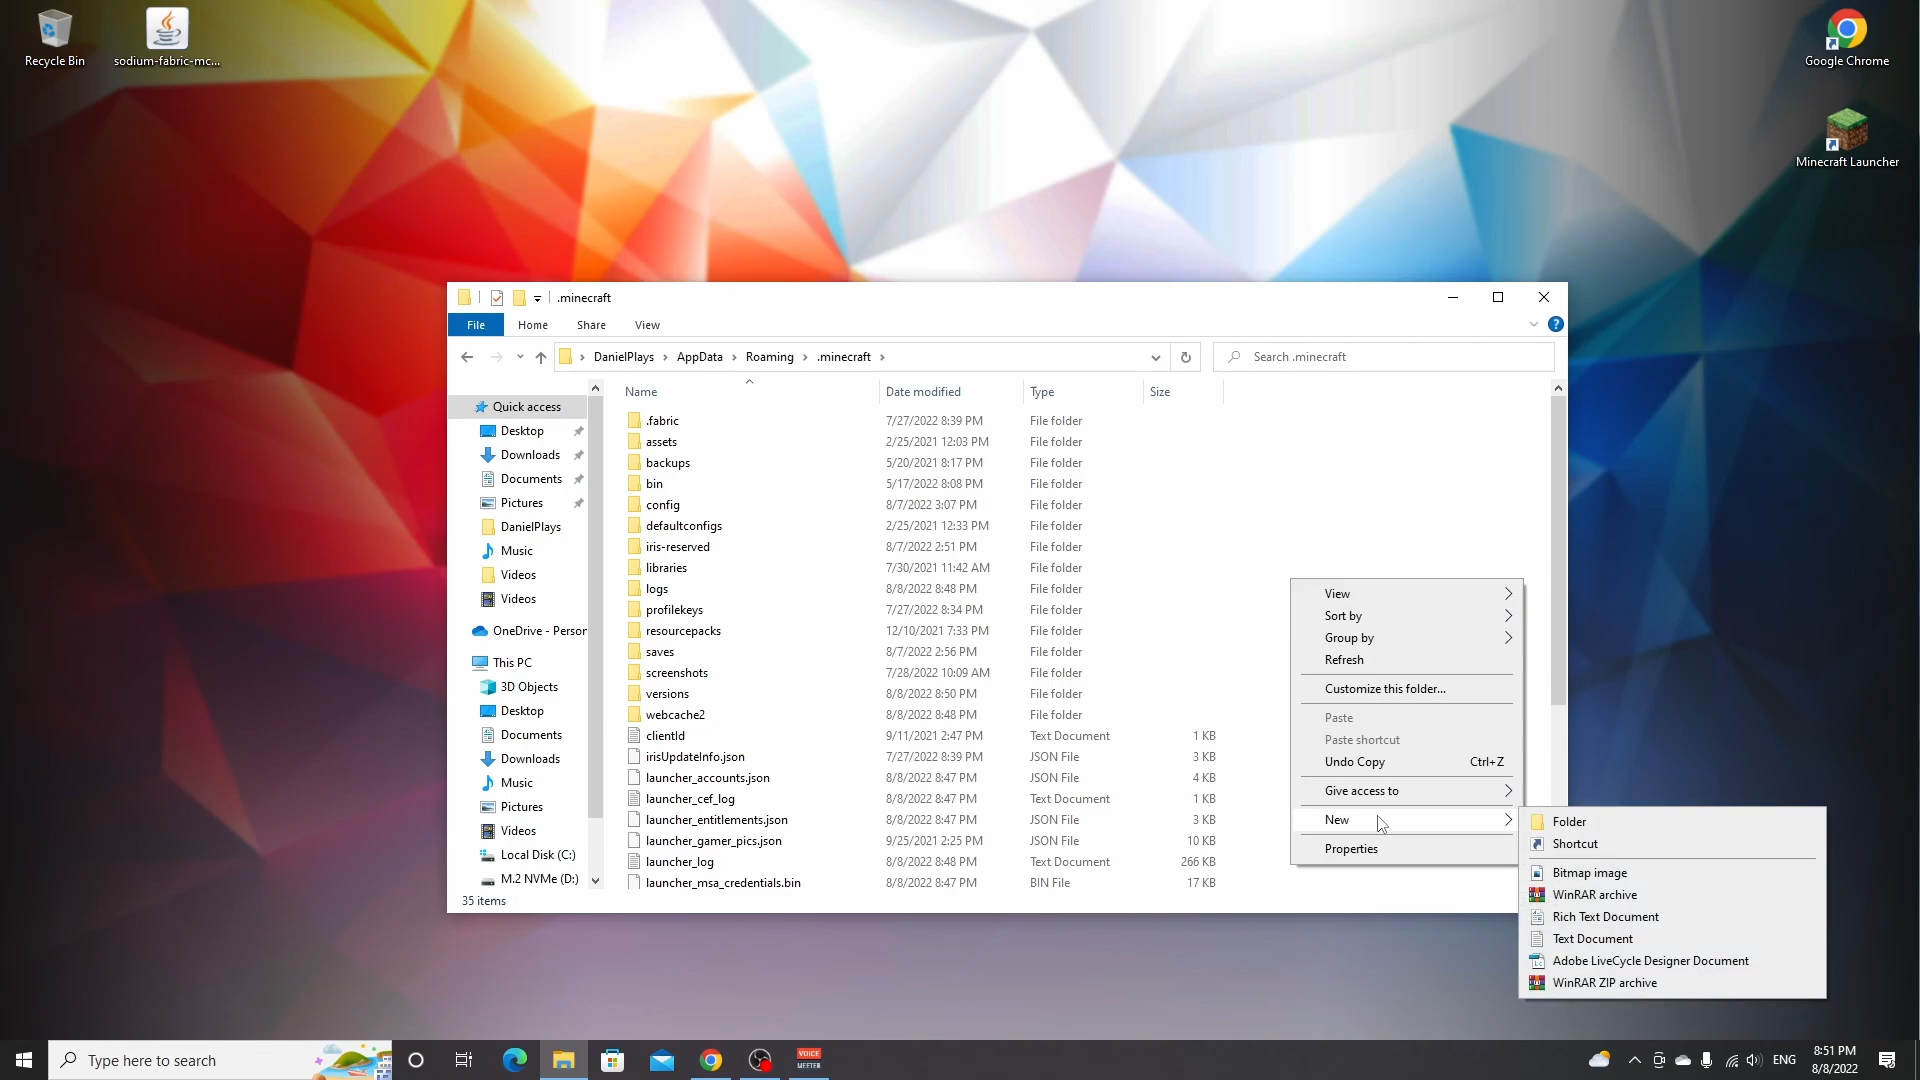 Recycle Bin
sodium-fabric-mc...
Google Chrome
Minecraft Launcher
.minecraft
File
Home
Share
View
DanielPlays
AppData
Roaming
.minecraft
Search .minecraft
Quick access
Desktop
Downloads
Documents
Pictures
DanielPlays
Music
Videos
Videos
OneDrive - Person
This PC
3D Objects
Desktop
Documents
Downloads
Music
Pictures
Videos
Local Disk (C:)
M.2 NVMe (D:)
Name Date modified Type Size
.fabric 7/27/2022 8:39 PM File folder
assets 2/25/2021 12:03 PM File folder
backups 5/20/2021 8:17 PM File folder
bin 5/17/2022 8:08 PM File folder
config 8/7/2022 3:07 PM File folder
defaultconfigs 2/25/2021 12:33 PM File folder
iris-reserved 8/7/2022 2:51 PM File folder
libraries 7/30/2021 11:42 AM File folder
logs 8/8/2022 8:48 PM File folder
profilekeys 7/27/2022 8:34 PM File folder
resourcepacks 12/10/2021 7:33 PM File folder
saves 8/7/2022 2:56 PM File folder
screenshots 7/28/2022 10:09 AM File folder
versions 8/8/2022 8:50 PM File folder
webcache2 8/8/2022 8:48 PM File folder
clientId 9/11/2021 2:47 PM Text Document 1 KB
irisUpdateInfo.json 7/27/2022 8:39 PM JSON File 3 KB
launcher_accounts.json 8/8/2022 8:47 PM JSON File 4 KB
launcher_cef_log 8/8/2022 8:47 PM Text Document 1 KB
launcher_entitlements.json 8/8/2022 8:47 PM JSON File 3 KB
launcher_gamer_pics.json 9/25/2021 2:25 PM JSON File 10 KB
launcher_log 8/8/2022 8:48 PM Text Document 266 KB
launcher_msa_credentials.bin 8/8/2022 8:47 PM BIN File 17 KB
35 items
View
Sort by
Group by
Refresh
Customize this folder...
Paste
Paste shortcut
Undo Copy Ctrl+Z
Give access to
New
Properties
Folder
Shortcut
Bitmap image
WinRAR archive
Rich Text Document
Text Document
Adobe LiveCycle Designer Document
WinRAR ZIP archive
Type here to search
VOICE
MEETER
ENG
8:51 PM
8/8/2022